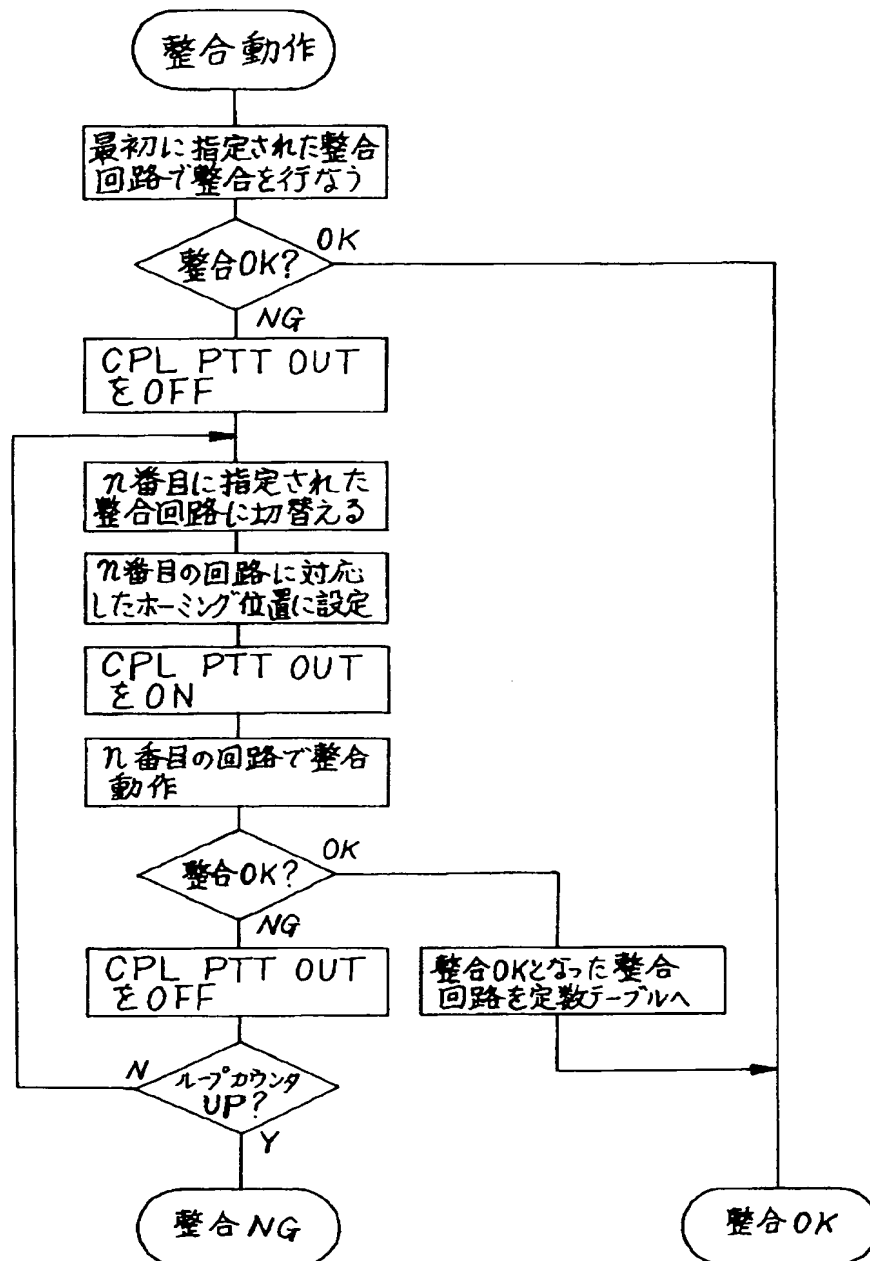 整合動作
最初に指定された整合
回路で整合を行なう
整合OK?
OK
NG
CPL PTT OUT
をOFF
n番目に指定された
整合回路に切替える
n番目の回路に対応
したホーミング位置に設定
CPL PTT OUT
をON
n番目の回路で整合
動作
整合OK?
OK
NG
CPL PTT OUT
をOFF
整合OKとなった整合
回路を定数テーブルへ
N
ループカウンタ
UP?
Y
整合NG
整合OK